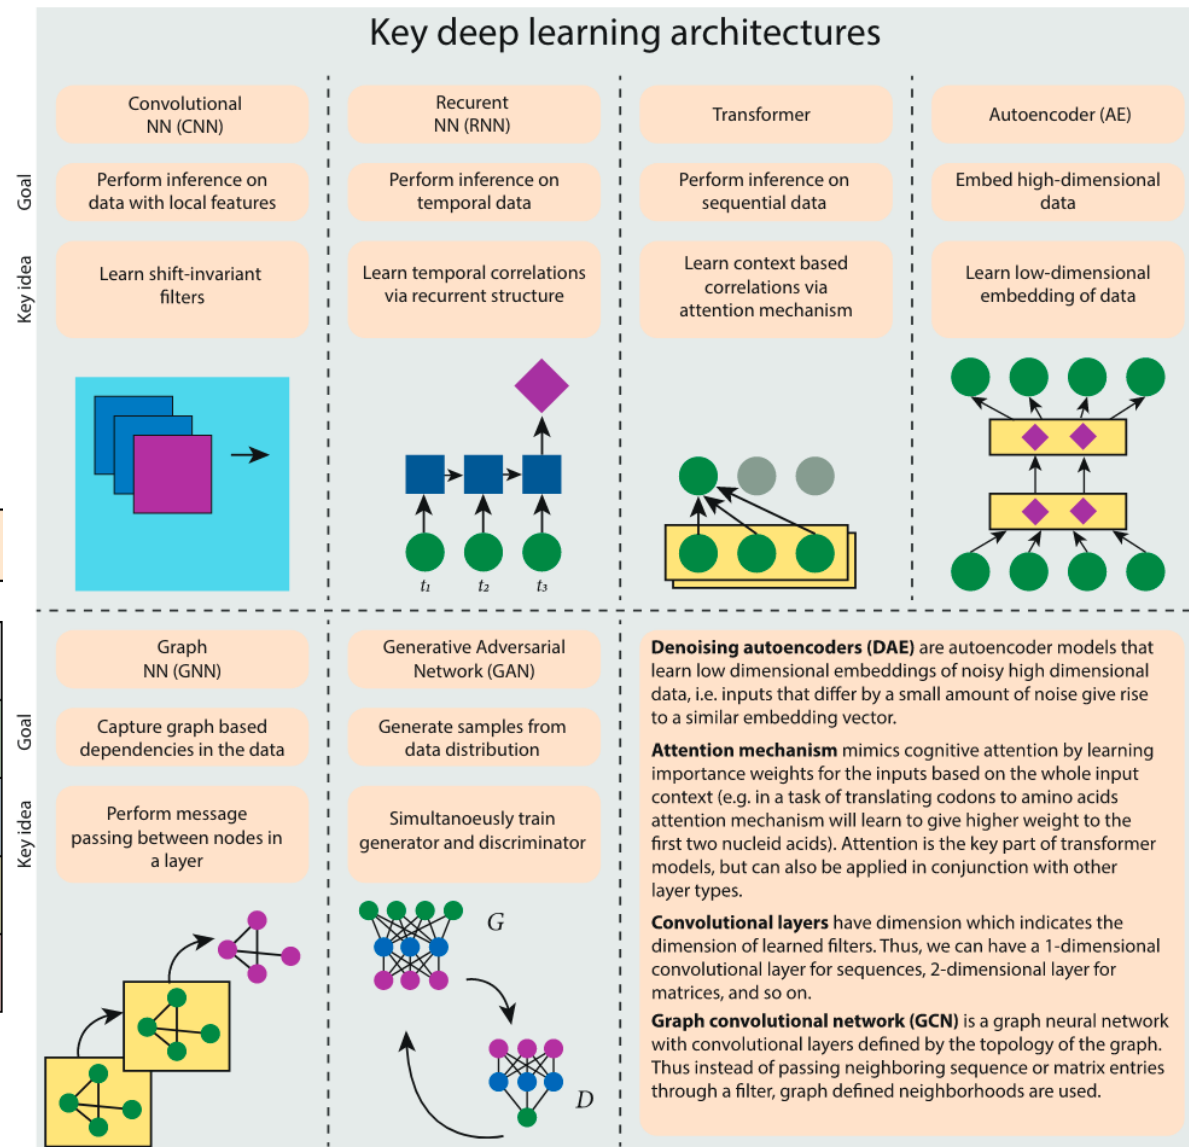 Key deep learning architectures
Convolutional
NN (CNN)
Recurent
NN (RNN)
Transformer
Autoencoder (AE)
Goal
Perform inference on
data with local features
Perform inference on
temporal data
Perform inference on
sequential data
Embed high-dimensional
data
Key idea
Learn shift-invariant
filters
Learn temporal correlations
via recurrent structure
Learn context based
correlations via
attention mechanism
Learn low-dimensional
embedding of data
t₁ t₂ t₃
Graph
NN (GNN)
Generative Adversarial
Network (GAN)
Goal
Capture graph based
dependencies in the data
Generate samples from
data distribution
Key idea
Perform message
passing between nodes in
a layer
Simultanoeusly train
generator and discriminator
G
D
Denoising autoencoders (DAE) are autoencoder models that
learn low dimensional embeddings of noisy high dimensional
data, i.e. inputs that differ by a small amount of noise give rise
to a similar embedding vector.
Attention mechanism mimics cognitive attention by learning
importance weights for the inputs based on the whole input
context (e.g. in a task of translating codons to amino acids
attention mechanism will learn to give higher weight to the
first two nucleid acids). Attention is the key part of transformer
models, but can also be applied in conjunction with other
layer types.
Convolutional layers have dimension which indicates the
dimension of learned filters. Thus, we can have a 1-dimensional
convolutional layer for sequences, 2-dimensional layer for
matrices, and so on.
Graph convolutional network (GCN) is a graph neural network
with convolutional layers defined by the topology of the graph.
Thus instead of passing neighboring sequence or matrix entries
through a filter, graph defined neighborhoods are used.